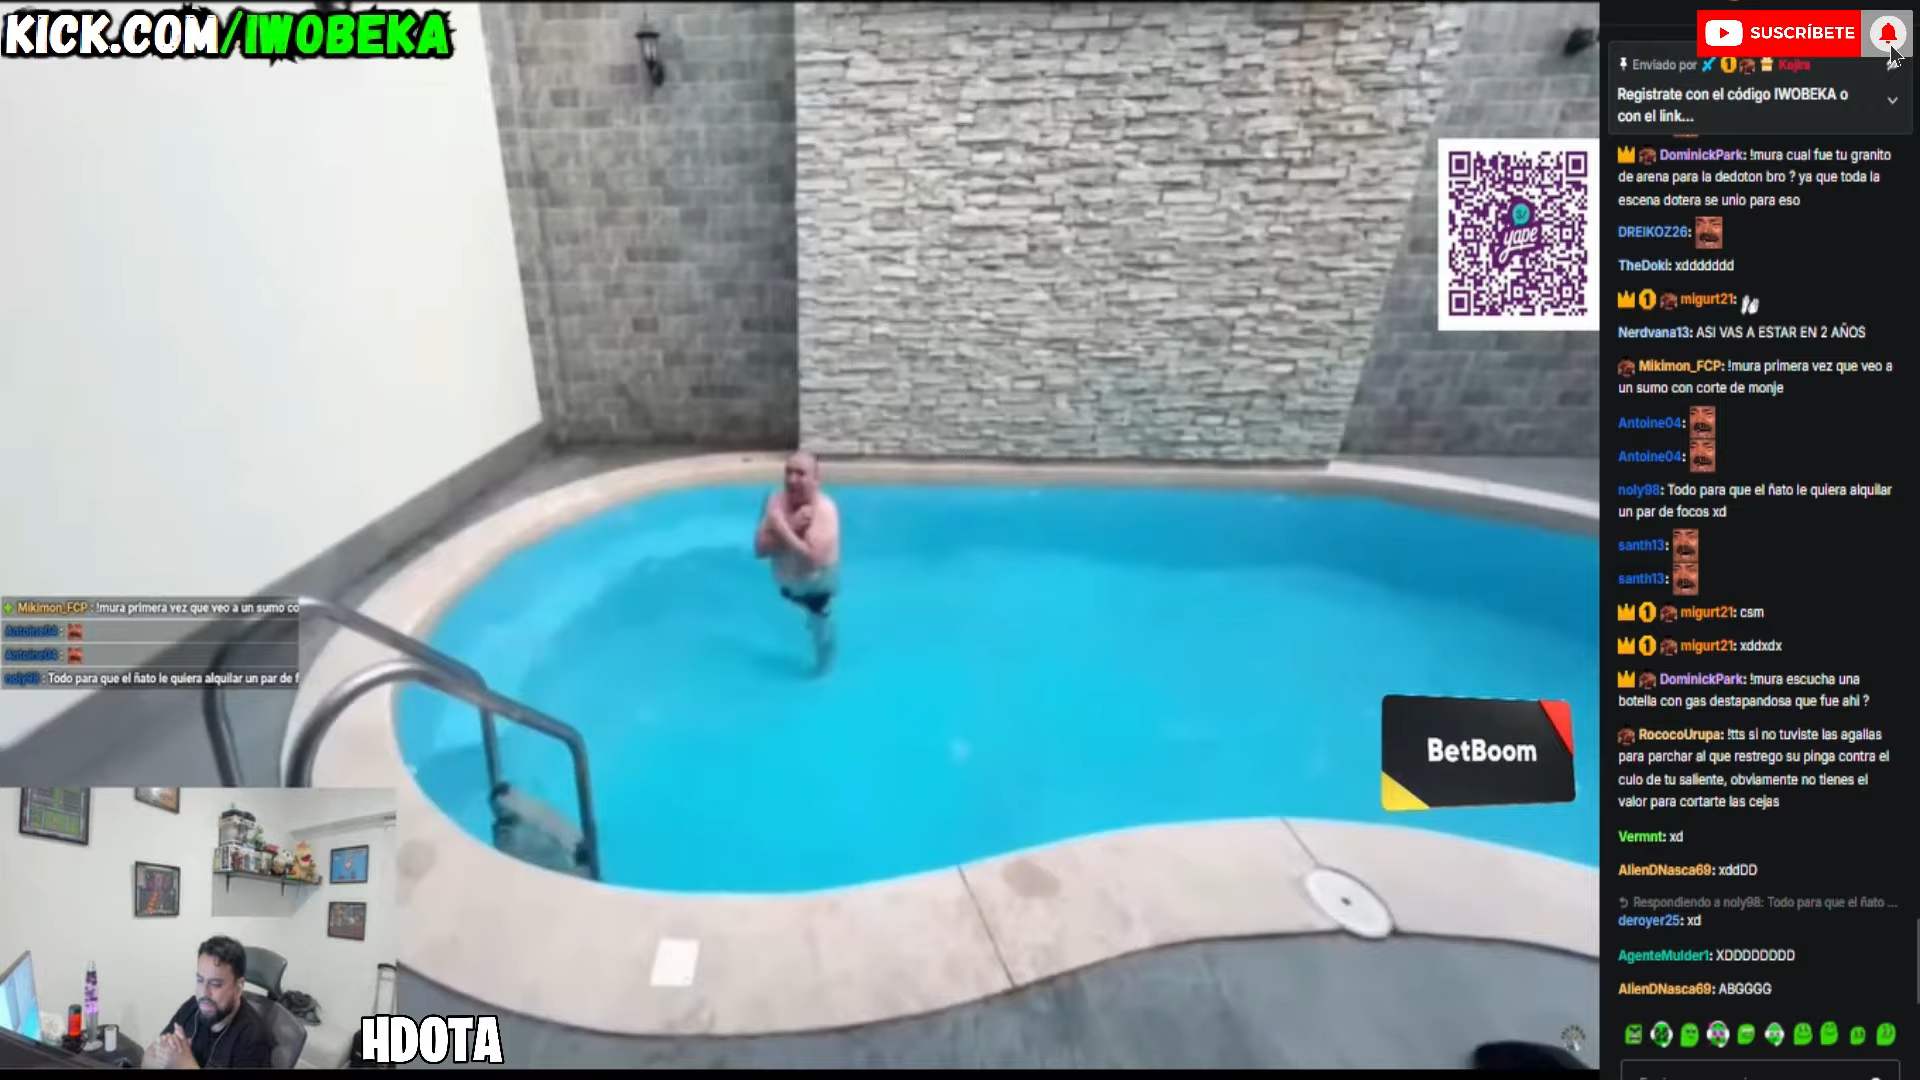 KICK.COM/IWOBEKA
SUSCRÍBETE
Enviado por Kojira
Registrate con el código IWOBEKA o
con el link...
DominickPark: !mura cual fue tu granito
de arena para la dedoton bro ? ya que toda la
escena dotera se unio para eso
DREIKOZ26:
TheDoki: xddddddd
migurt21:
Nerdvana13: ASI VAS A ESTAR EN 2 AÑOS
Mikimon_FCP: !mura primera vez que veo a
un sumo con corte de monje
Antoine04:
Antoine04:
noly98: Todo para que el ñato le quiera alquilar
un par de focos xd
santh13:
santh13:
migurt21: csm
migurt21: xddxdx
DominickPark: !mura escucha una
botella con gas destapandosa que fue ahi ?
RococoUrupa: !tts si no tuviste las agallas
para parchar al que restrego su pinga contra el
culo de tu saliente, obviamente no tienes el
valor para cortarte las cejas
Vermnt: xd
AlienDNasca69: xddDD
Respondiendo a noly98: Todo para que el ñato ...
deroyer25: xd
AgenteMulder1: XDDDDDDDD
AlienDNasca69: ABGGGG
S/
yape
Mikimon_FCP : !mura primera vez que veo a un sumo co
Antoine04 :
Antoine04 :
noly98 : Todo para que el ñato le quiera alquilar un par de f
BetBoom
HDOTA